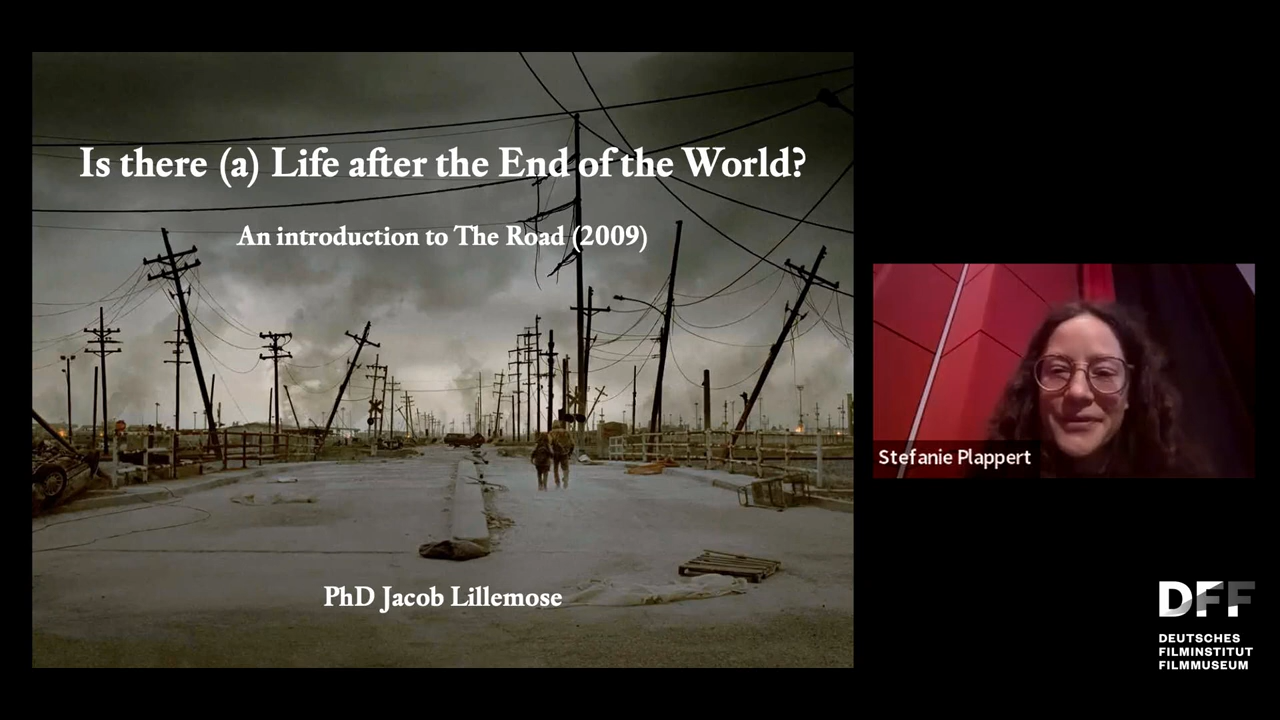 Is there (a) Life after the End of the World?
An introduction to The Road (2009)
PhD Jacob Lillemose
Stefanie Plappert
DFF
DEUTSCHES
FILMINSTITUT
FILMMUSEUM